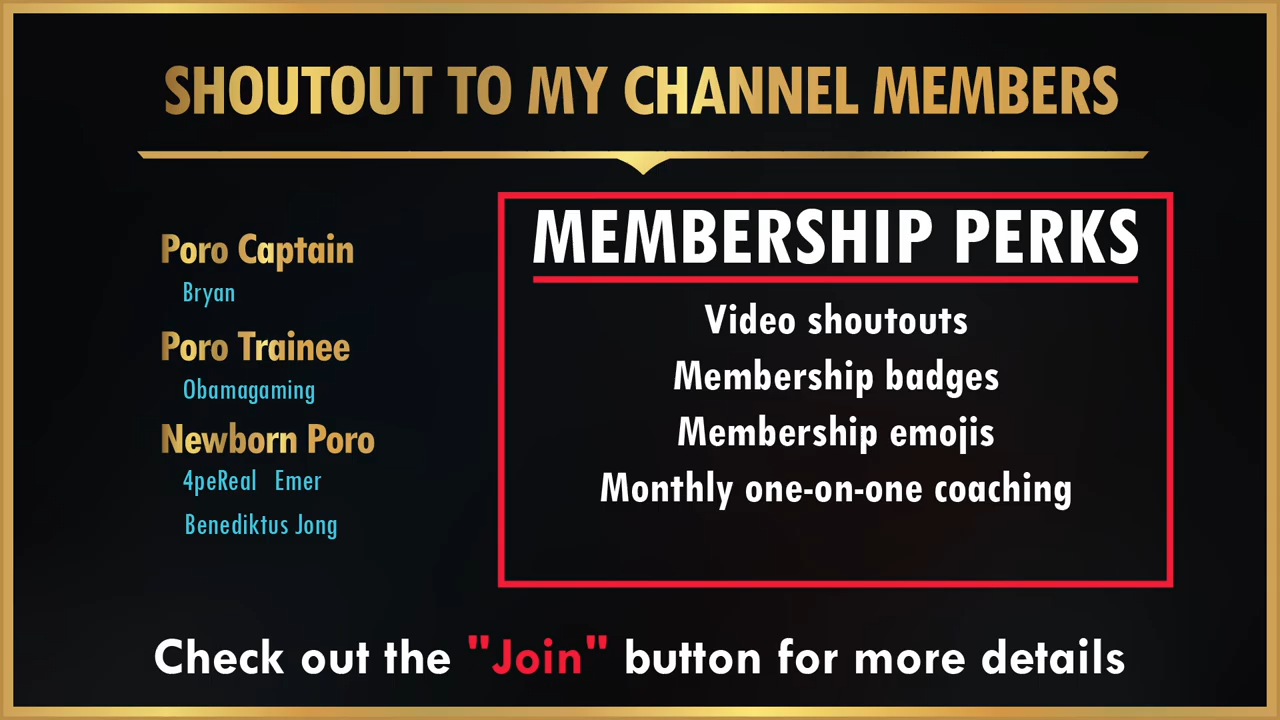 SHOUTOUT TO MY CHANNEL MEMBERS
Poro Captain
Bryan
Poro Trainee
Obamagaming
Newborn Poro
4peReal Emer
Benediktus Jong
MEMBERSHIP PERKS
Video shoutouts
Membership badges
Membership emojis
Monthly one-on-one coaching
Check out the "Join" button for more details